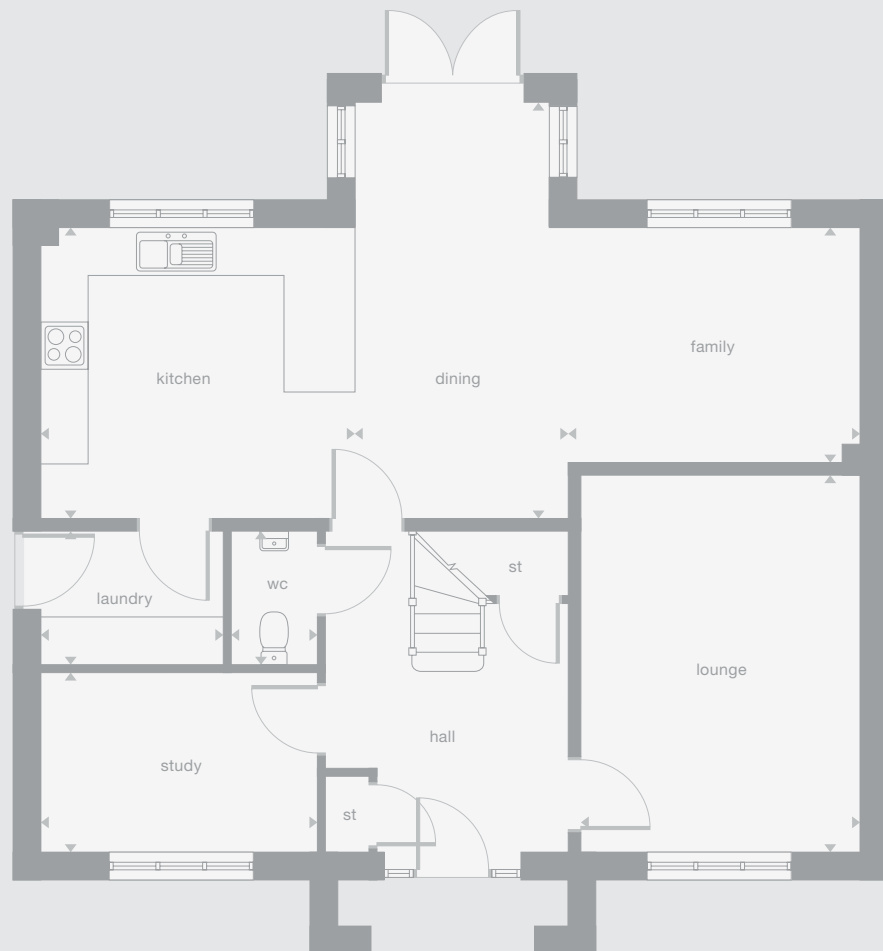 family
kitchen
dining
st
wc
laundry
lounge
hall
study
st